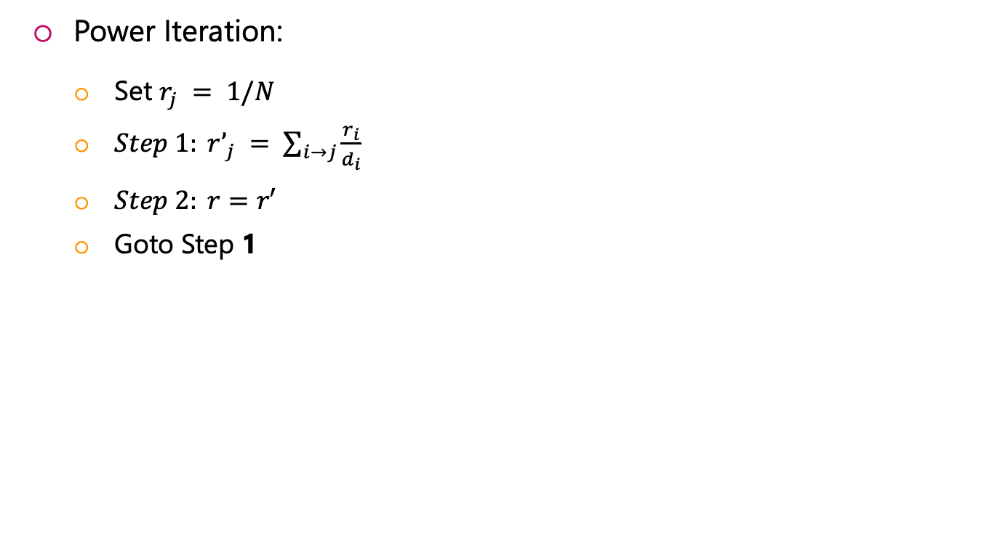 Power Iteration:
Set r_j = 1/N
Step 1: r'_j = ∑_{i→j} r_i/d_i
Step 2: r = r′
Goto Step 1